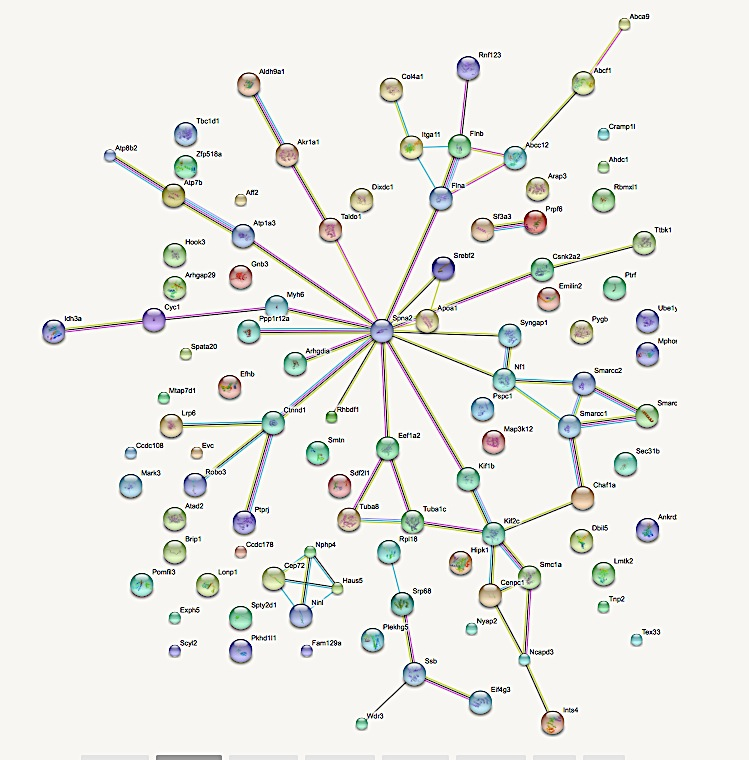 Abca9
Rnf123
Aldh9a1
Col4a1
Abcf1
Tbc1d1
Cramp1l
Itga11
Flnb
Abcc12
Akr1a1
Atp8b2
Zfp518a
Ahdc1
Arap3
Atp7b
Aff2
Dixdc1
Flna
Rbmxl1
Taldo1
Sf3a3
Prpf6
Atp1a3
Ttbk1
Hook3
Srebf2
Csnk2a2
Gnb3
Arhgap29
Emilin2
Ptrf
Myh6
Cyc1
Idh3a
Ppp1r12a
Spna2
Apoa1
Ube1y
Syngap1
Pygb
Spata20
Arhgdia
Mphos
Nf1
Smarcc2
Efhb
Mtap7d1
Pspc1
Smarc
Lrp6
Ctnnd1
Rhbdf1
Smarcc1
Map3k12
Ccdc108
Evc
Smtn
Eef1a2
Sec31b
Mark3
Robo3
Sdf2l1
Kif1b
Chaf1a
Atad2
Ptprj
Tuba8
Tuba1c
Kif2c
Ankrd
Brip1
Ccdc178
Nphp4
Rpl18
Dbil5
Cep72
Hipk1
Pomfil3
Lonp1
Haus5
Smc1a
Lmtk2
Cenpc1
Exph5
Spty2d1
Ninl
Srp68
Tnp2
Nyap2
Plekhg5
Tex33
Scyl2
Pkhd1l1
Fam129a
Ncapd3
Ssb
Eif4g3
Wdr3
Ints4